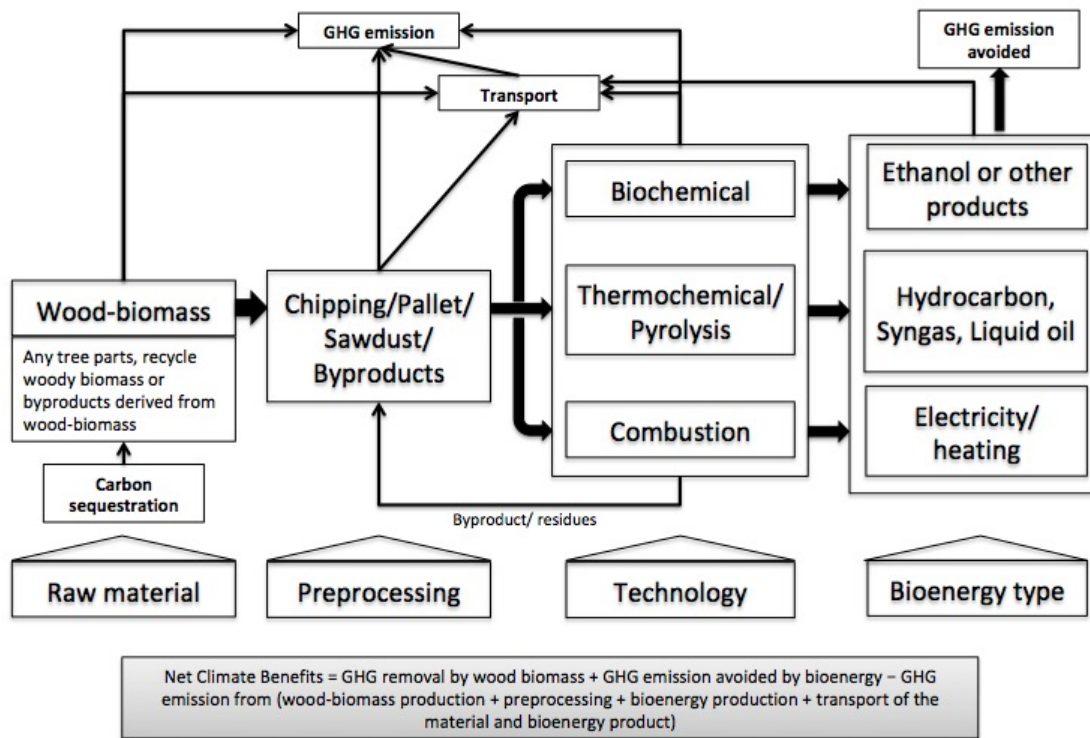 GHG emission
GHG emission
avoided
Transport
Biochemical
Ethanol or other
products
Wood-biomass
Any tree parts, recycle
woody biomass or
byproducts derived from
wood-biomass
Chipping/Pallet/
Sawdust/
Byproducts
Thermochemical/
Pyrolysis
Hydrocarbon,
Syngas, Liquid oil
Combustion
Electricity/
heating
Carbon
sequestration
Byproduct/ residues
Raw material
Preprocessing
Technology
Bioenergy type
Net Climate Benefits = GHG removal by wood biomass + GHG emission avoided by bioenergy − GHG
emission from (wood-biomass production + preprocessing + bioenergy production + transport of the
material and bioenergy product)